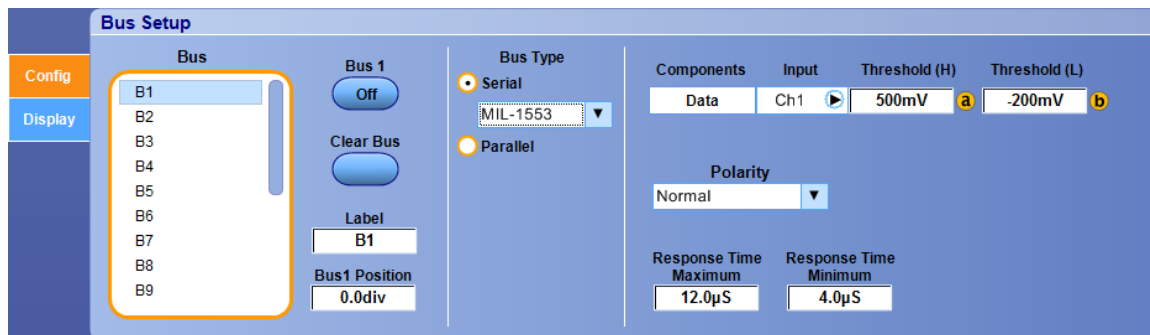 Bus Setup
Config
Display
Bus
B1
B2
B3
B4
B5
B6
B7
B8
B9
Bus 1
Off
Clear Bus
Label
B1
Bus1 Position
0.0div
Bus Type
Serial
MIL-1553
Parallel
Components Input Threshold (H) Threshold (L)
Data Ch1 500mV a -200mV b
Polarity
Normal
Response Time
Maximum
12.0µS
Response Time
Minimum
4.0µS